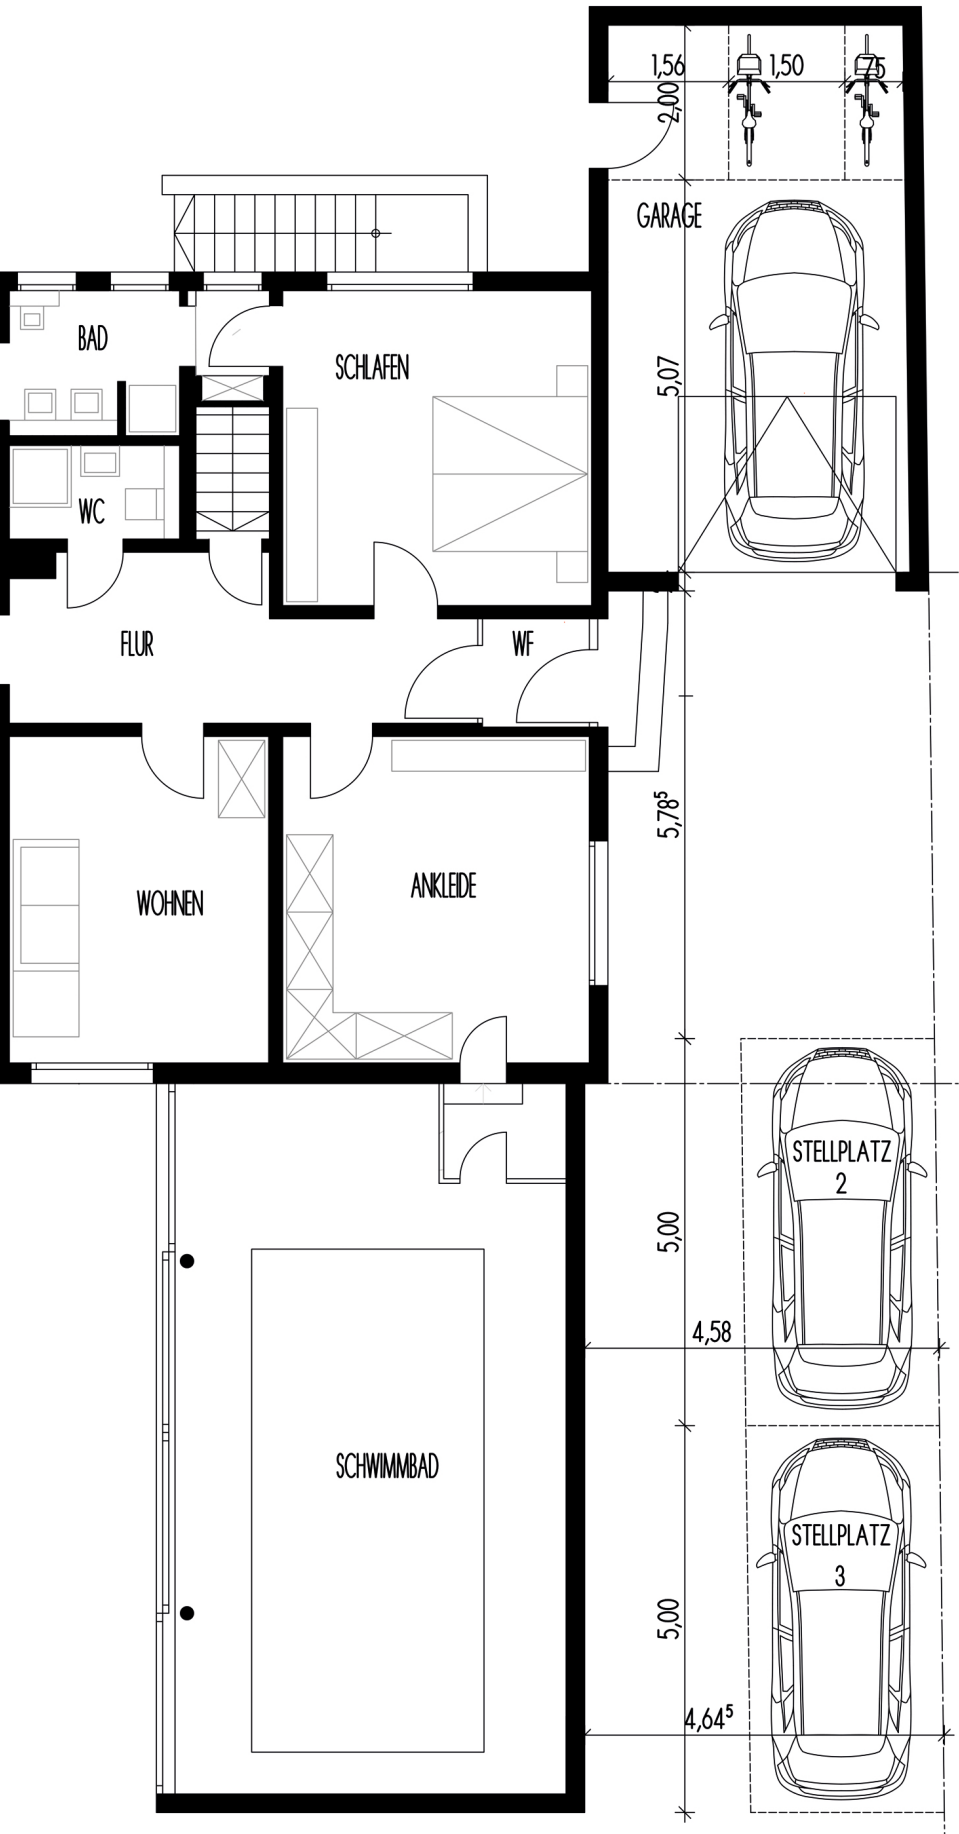 1,56
1,50
75
2,00
GARAGE
BAD
SCHLAFEN
5,07
WC
FLUR
WF
5,78⁵
WOHNEN
ANKLEIDE
STELLPLATZ
2
5,00
4,58
SCHWIMMBAD
STELLPLATZ
3
5,00
4,64⁵